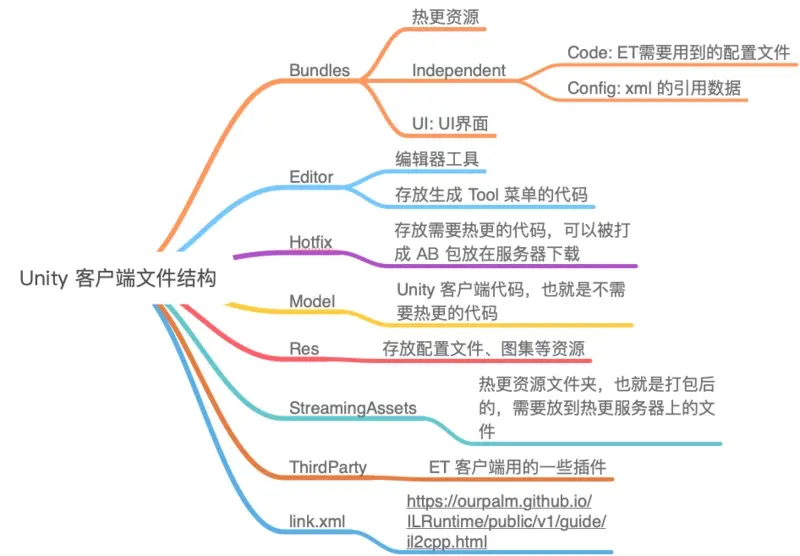 Unity 客户端文件结构
Bundles
热更资源
Independent
Code: ET需要用到的配置文件
Config: xml 的引用数据
UI: UI界面
Editor
编辑器工具
存放生成 Tool 菜单的代码
Hotfix
存放需要热更的代码，可以被打
成 AB 包放在服务器下载
Model
Unity 客户端代码，也就是不需
要热更的代码
Res
存放配置文件、图集等资源
StreamingAssets
热更资源文件夹，也就是打包后
的，需要放到热更服务器上的文
件
ThirdParty
ET 客户端用的一些插件
link.xml
https://ourpalm.github.io/
ILRuntime/public/v1/guide/
il2cpp.html